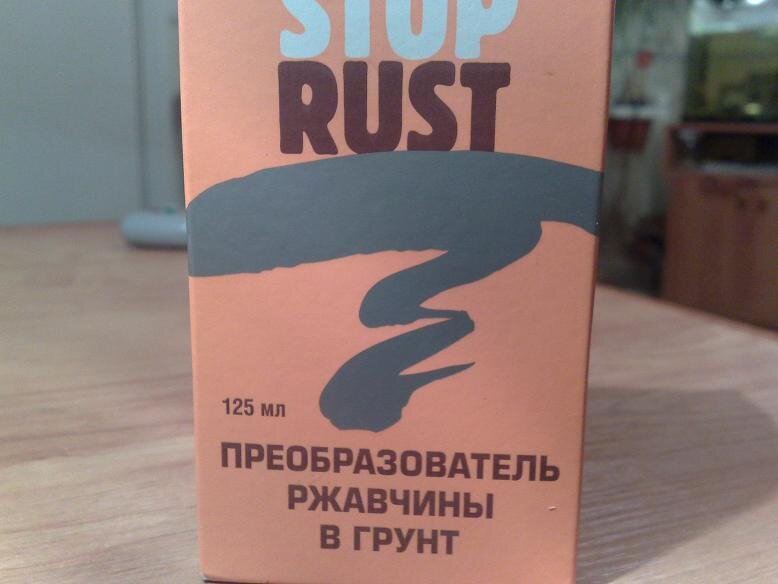 STOP
RUST
125 мл
ПРЕОБРАЗОВАТЕЛЬ
РЖАВЧИНЫ
В ГРУНТ